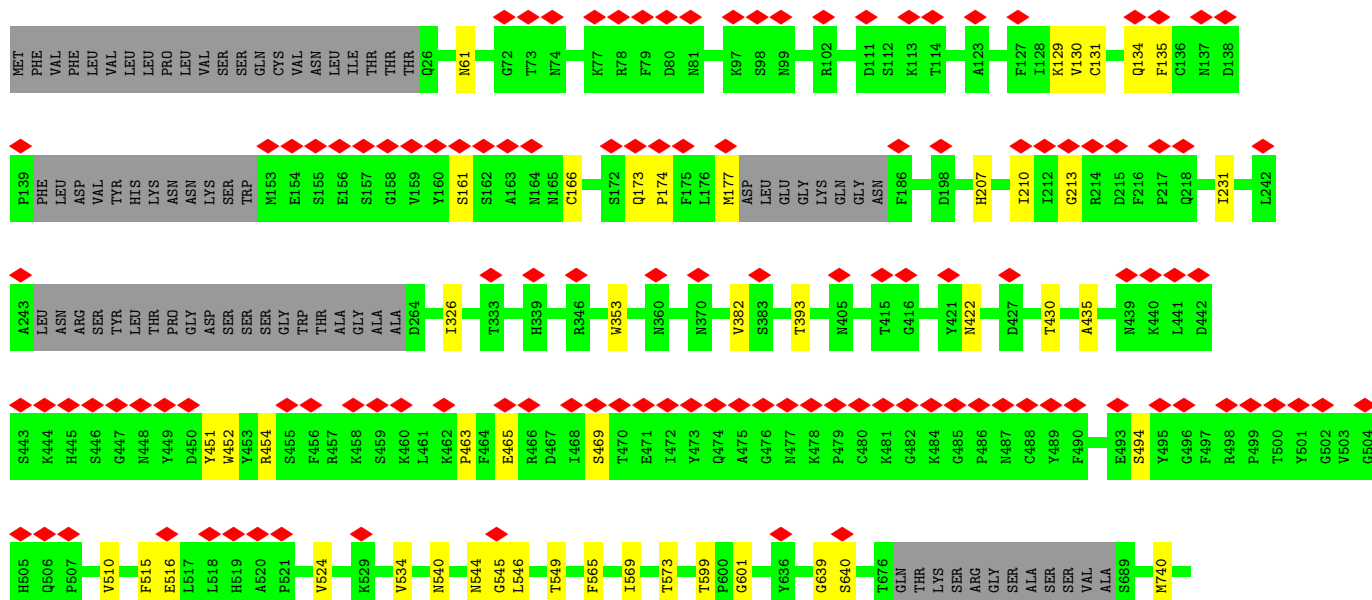 MET PHE VAL PHE LEU VAL LEU LEU PRO LEU VAL SER SER GLN CYS VAL ASN LEU ILE THR THR THR Q26 N61 G72 T73 N74 K77 R78 F79 D80 N81 K97 S98 N99 R102 D111 S112 K113 T114 A123 F127 I128 K129 V130 C131 Q134 F135 C136 N137 D138
P139 PHE LEU ASP VAL TYR HIS LYS ASN ASN LYS SER TRP M153 E154 S155 E156 S157 G158 V159 Y160 S161 S162 A163 N164 N165 C166 S172 Q173 P174 F175 L176 M177 ASP LEU GLU GLY LYS GLN GLY ASN F186 D198 H207 I210 I212 G213 R214 D215 F216 P217 Q218 I231 L242
A243 LEU ASN ARG SER TYR LEU THR PRO GLY ASP SER SER SER GLY TRP THR ALA GLY ALA ALA D264 I326 T333 H339 R346 W353 N360 N370 V382 S383 T393 N405 T415 G416 Y421 N422 D427 T430 A435 N439 K440 L441 D442
S443 K444 H445 S446 G447 N448 Y449 D450 Y451 W452 Y453 R454 S455 F456 R457 K458 S459 K460 L461 K462 P463 F464 E465 R466 D467 I468 S469 T470 E471 I472 Y473 Q474 A475 G476 N477 K478 P479 C480 K481 G482 K484 G485 P486 N487 C488 Y489 F490 E493 S494 Y495 G496 F497 R498 P499 T500 Y501 G502 V503 G504
H505 Q506 P507 V510 F515 E516 L517 L518 H519 A520 P521 V524 K529 V534 N540 N544 G545 L546 T549 F565 I569 T573 T599 P600 G601 Y636 G639 S640 T676 GLN THR LYS SER ARG GLY SER ALA SER SER VAL ALA S689 M740